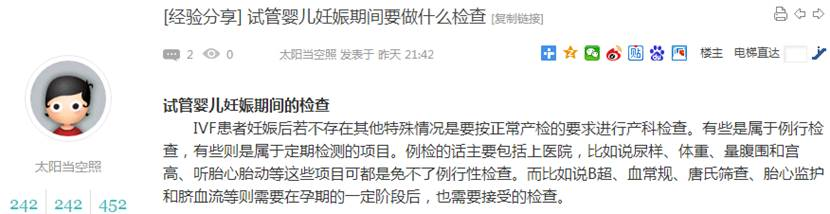 [经验分享] 试管婴儿妊娠期间要做什么检查 [复制链接]
2 0 太阳当空照 发表于 昨天 21:42 贴 楼主 电梯直达
试管婴儿妊娠期间的检查
IVF患者妊娠后若不存在其他特殊情况是要按正常产检的要求进行产科检查。有些是属于例行检
查，有些则是属于定期检测的项目。例检的话主要包括上医院，比如说尿样、体重、量腹围和宫
高、听胎心胎动等这些项目可都是免不了例行性检查。而比如说B超、血常规、唐氏筛查、胎心监护
和脐血流等则需要在孕期的一定阶段后，也需要接受的检查。
太阳当空照
242 242 452